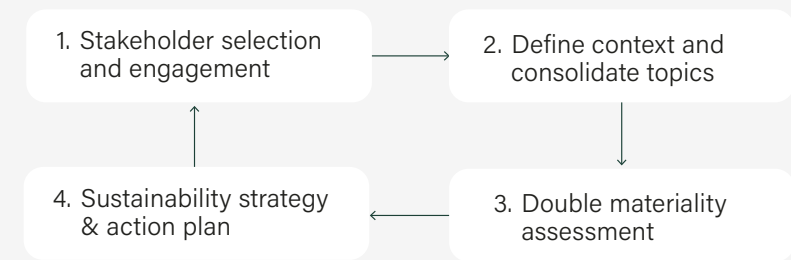 1. Stakeholder selection
and engagement
2. Define context and
consolidate topics
3. Double materiality
assessment
4. Sustainability strategy
& action plan